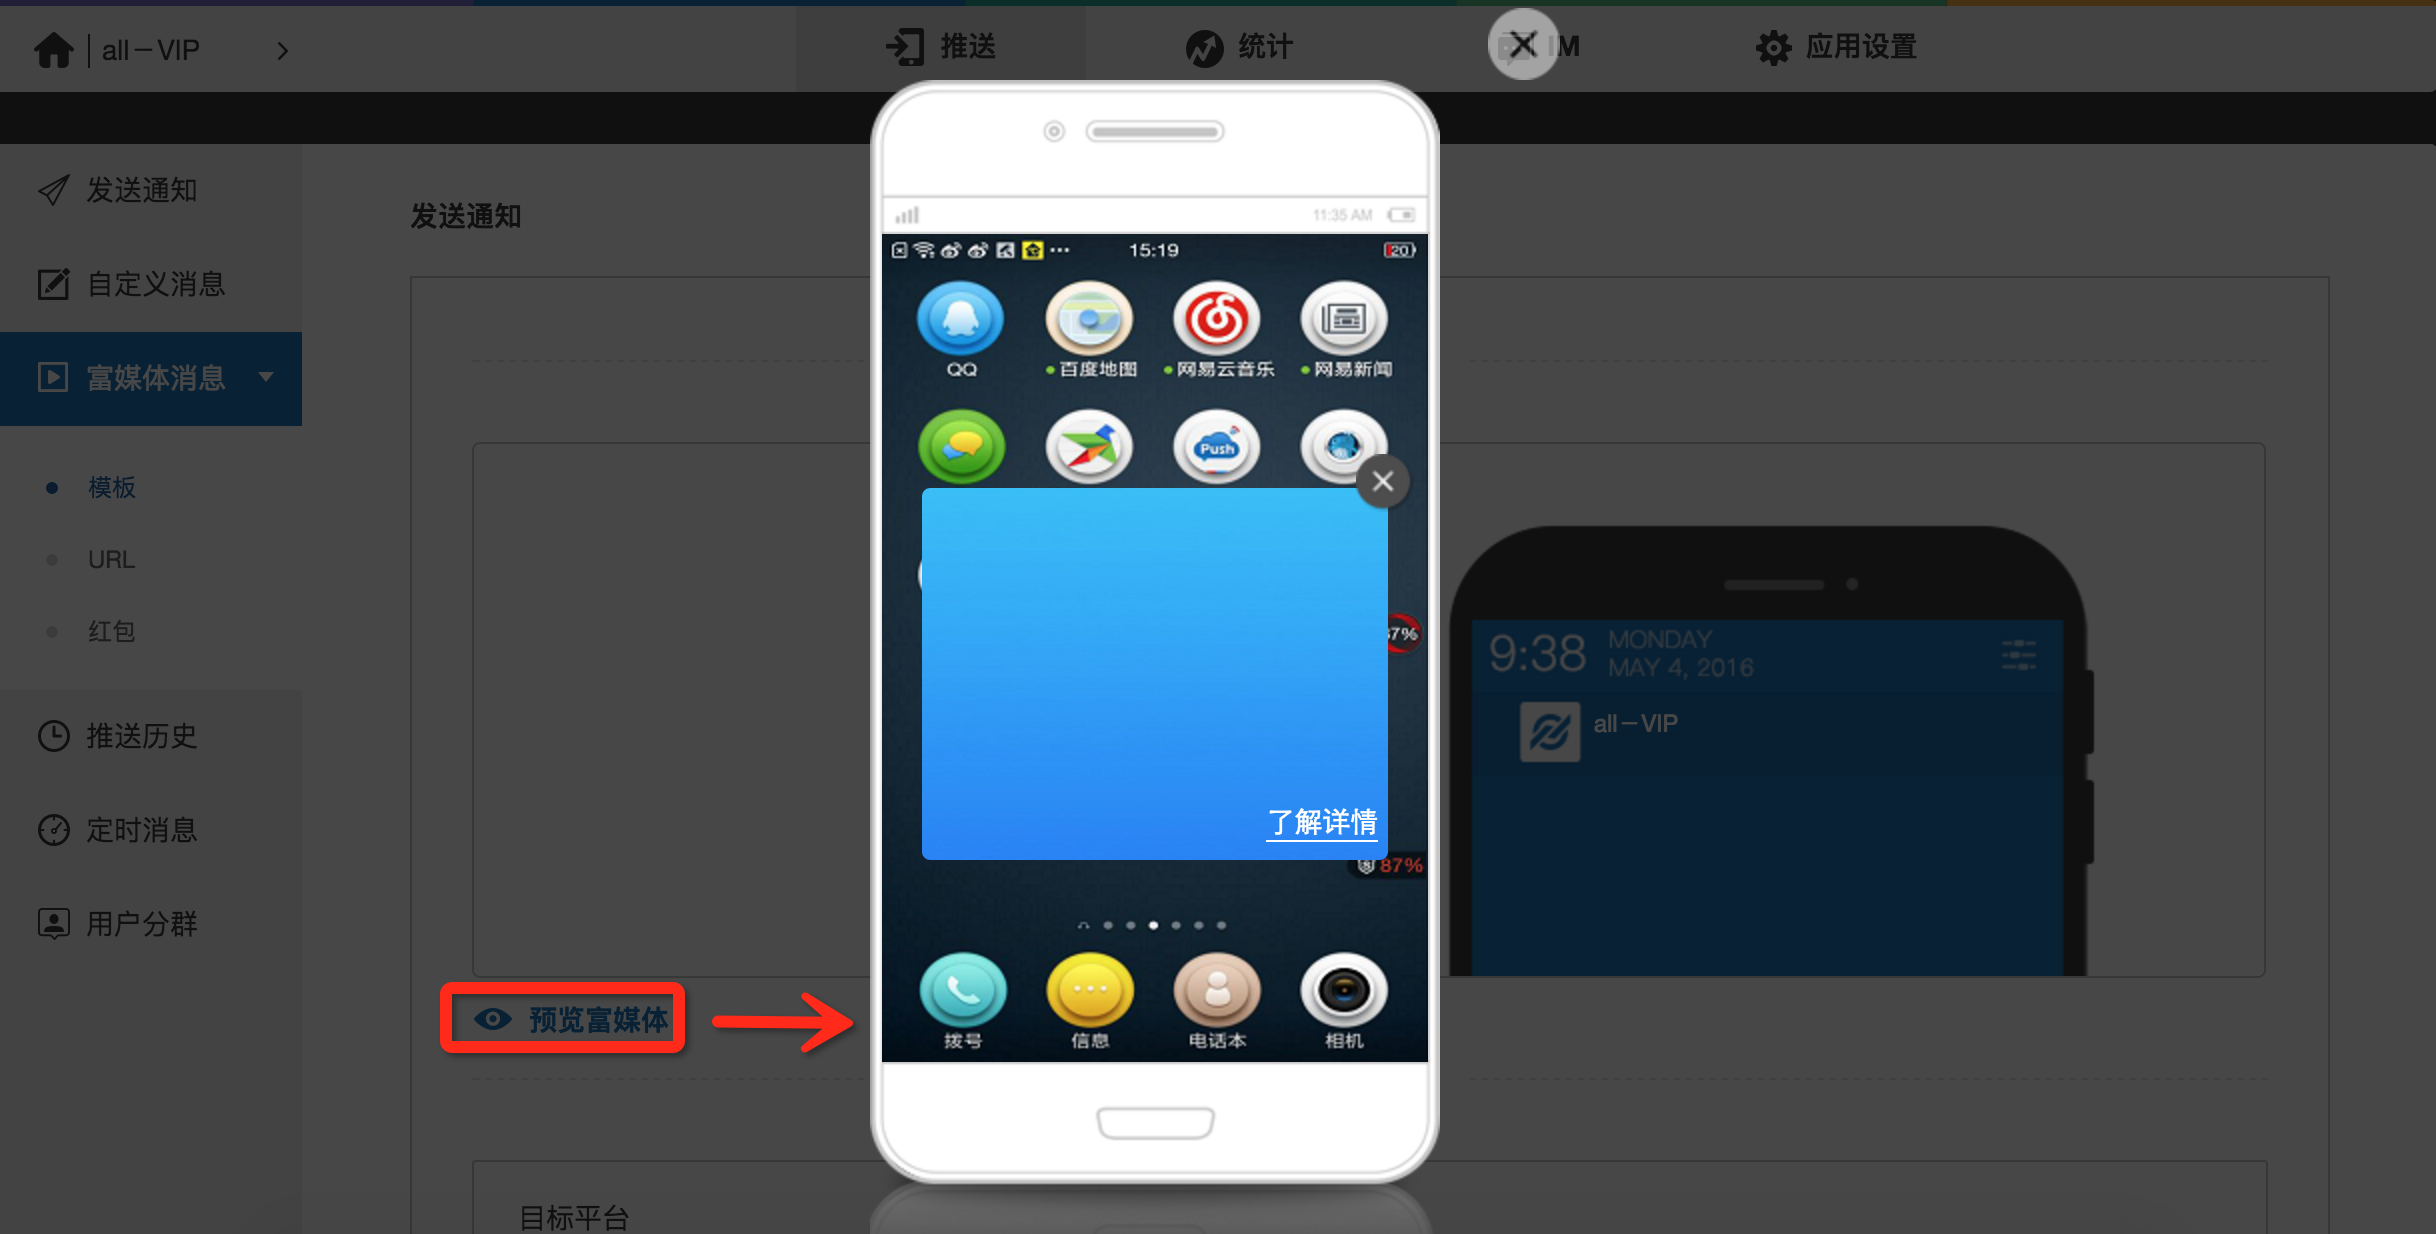 all－VIP
推送
统计
IM
应用设置
发送通知
自定义消息
富媒体消息
模板
URL
红包
推送历史
定时消息
用户分群
发送通知
11:35 AM
15:19
20
QQ
百度地图
网易云音乐
网易新闻
Push
87%
了解详情
87%
拨号
信息
电话本
相机
9:38
MONDAY
MAY 4, 2016
all－VIP
预览富媒体
目标平台